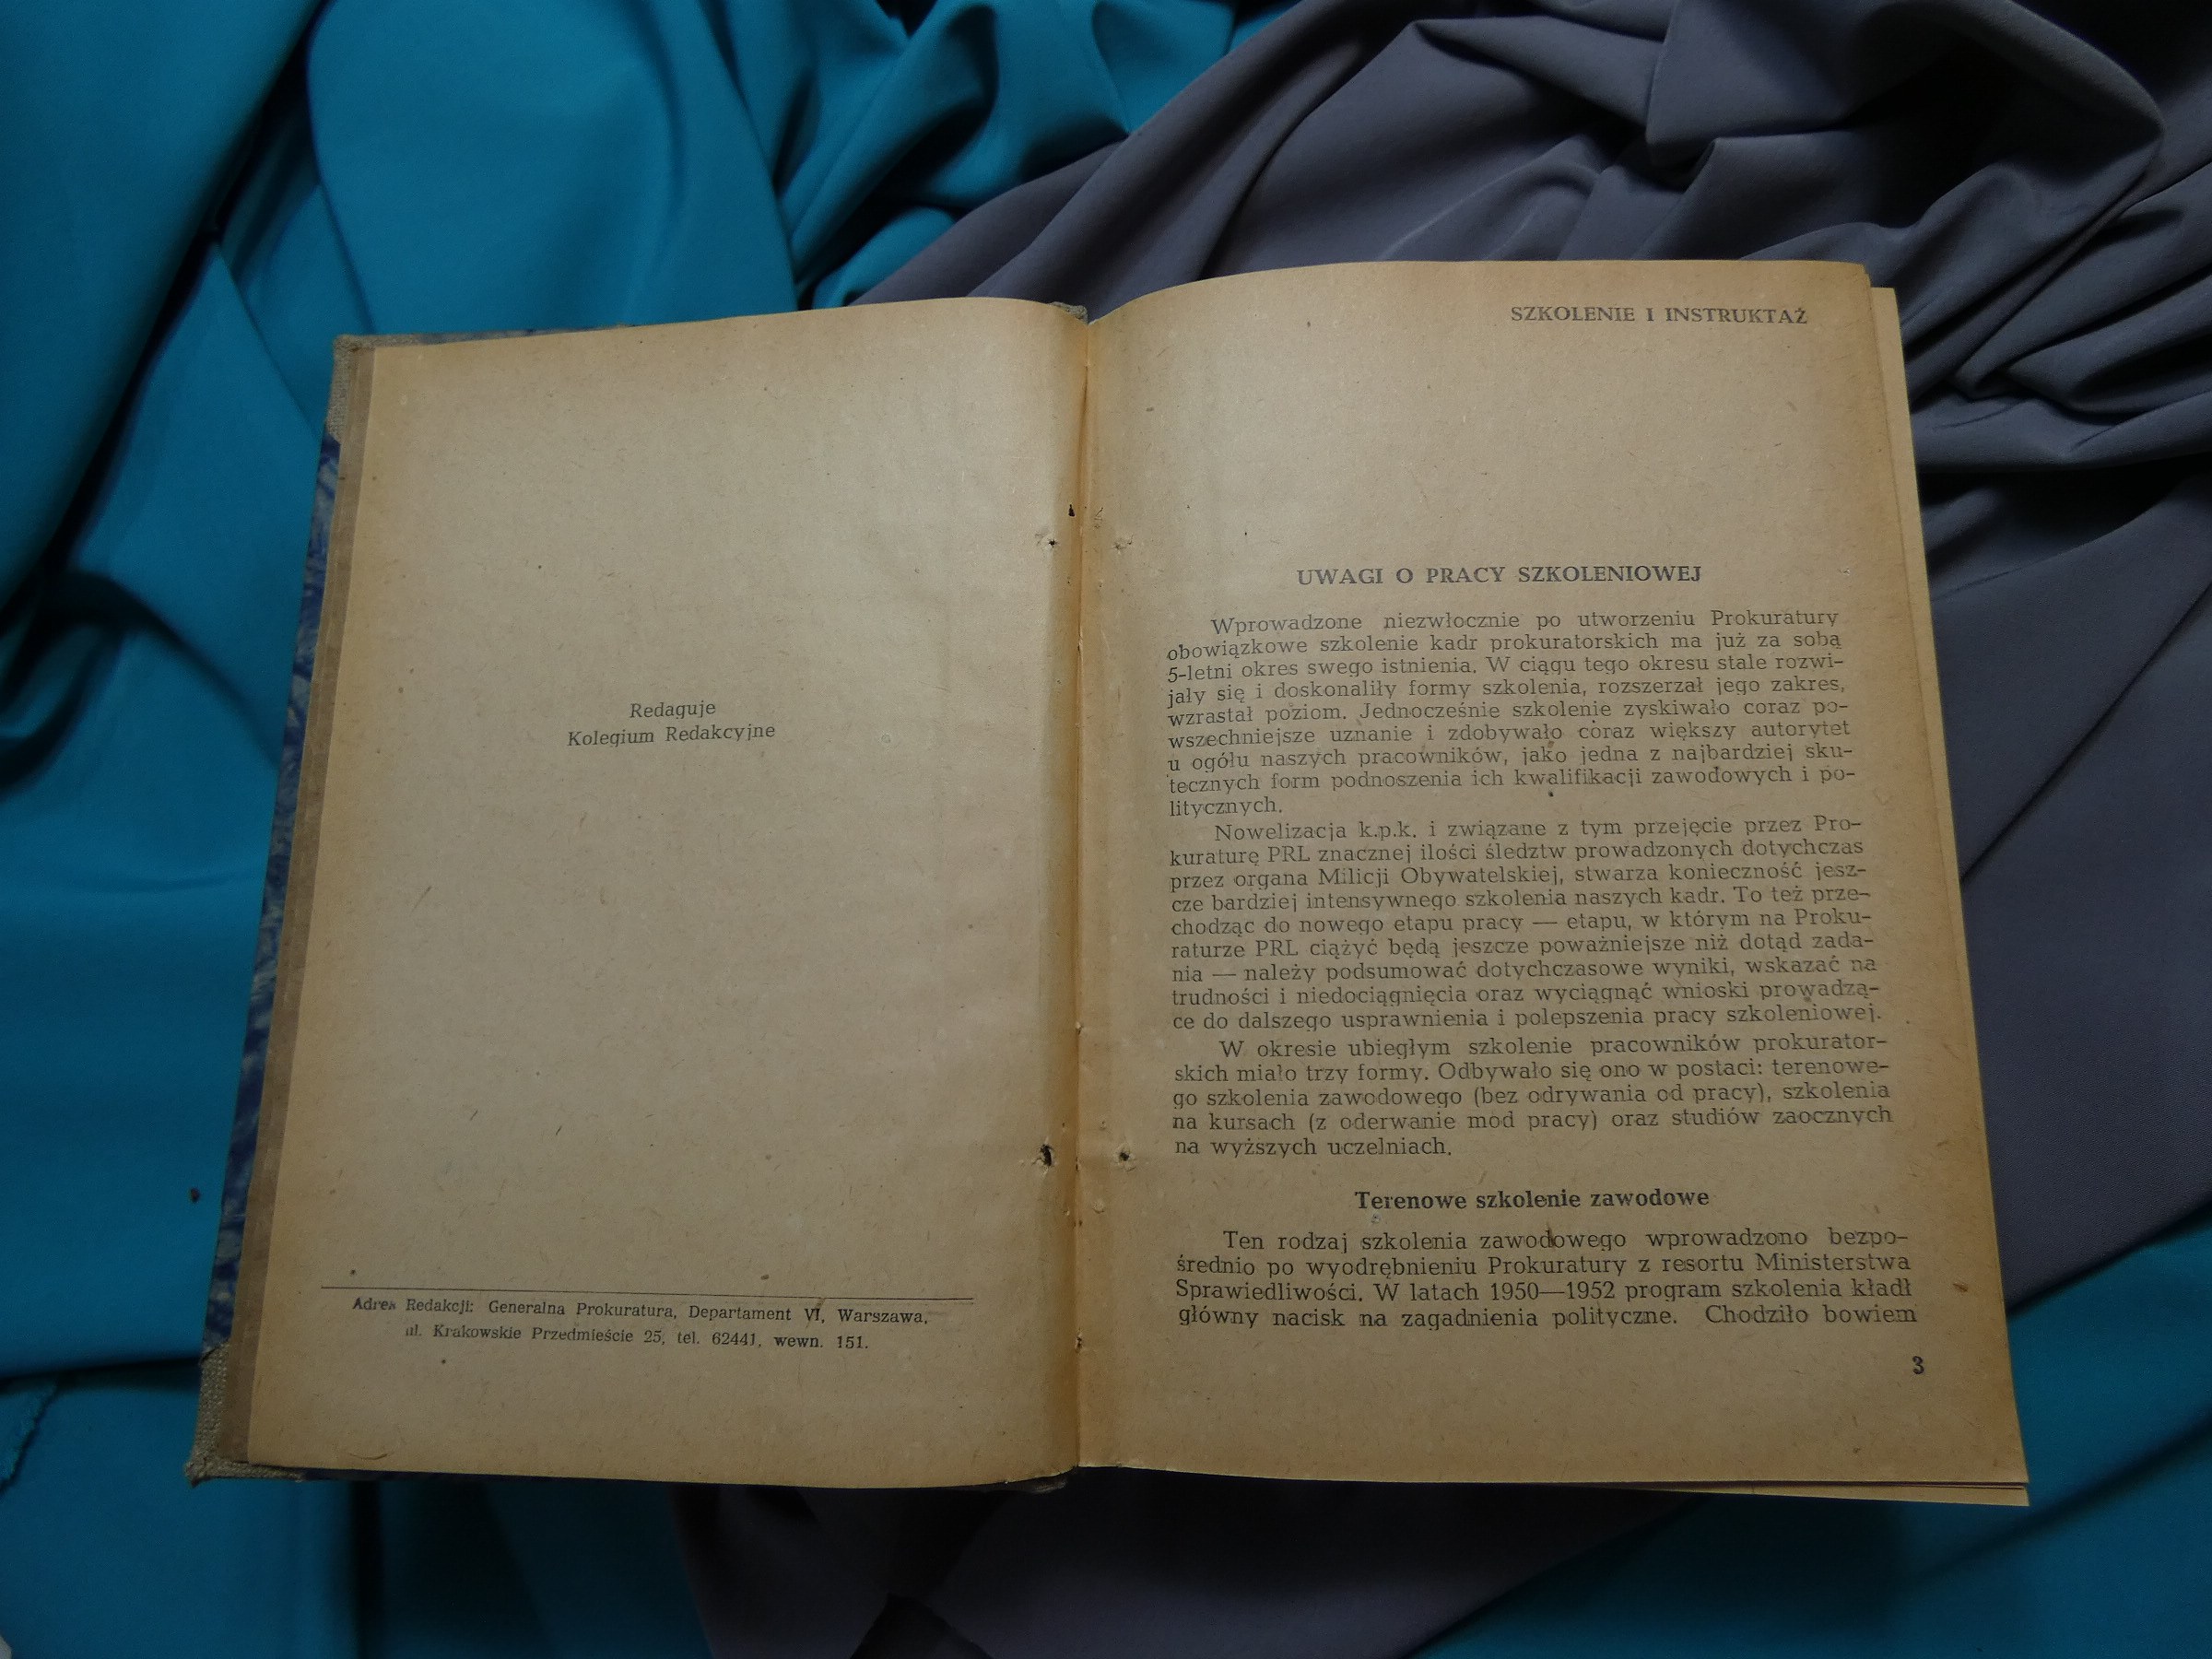 Redaguje
Kolegium Redakcyjne
Adres Redakcji: Generalna Prokuratura, Departament VI, Warszawa,
ul. Krakowskie Przedmieście 25, tel. 62441, wewn. 151.
SZKOLENIE I INSTRUKTAŻ
UWAGI O PRACY SZKOLENIOWEJ
Wprowadzone niezwłocznie po utworzeniu Prokuratury
obowiązkowe szkolenie kadr prokuratorskich ma już za sobą
5-letni okres swego istnienia. W ciągu tego okresu stale rozwi-
jały się i doskonaliły formy szkolenia, rozszerzał jego zakres,
wzrastał poziom. Jednocześnie szkolenie zyskiwało coraz po-
wszechniejsze uznanie i zdobywało coraz większy autorytet
u ogółu naszych pracowników, jako jedna z najbardziej sku-
tecznych form podnoszenia ich kwalifikacji zawodowych i po-
litycznych.
Nowelizacja k.p.k. i związane z tym przejęcie przez Pro-
kuraturę PRL znacznej ilości śledztw prowadzonych dotychczas
przez organa Milicji Obywatelskiej, stwarza konieczność jesz-
cze bardziej intensywnego szkolenia naszych kadr. To też prze-
chodząc do nowego etapu pracy — etapu, w którym na Proku-
raturze PRL ciążyć będą jeszcze poważniejsze niż dotąd zada-
nia — należy podsumować dotychczasowe wyniki, wskazać na
trudności i niedociągnięcia oraz wyciągnąć wnioski prowadzą-
ce do dalszego usprawnienia i polepszenia pracy szkoleniowej.
W okresie ubiegłym szkolenie pracowników prokurator-
skich miało trzy formy. Odbywało się ono w postaci: terenowe-
go szkolenia zawodowego (bez odrywania od pracy), szkolenia
na kursach (z oderwanie mod pracy) oraz studiów zaocznych
na wyższych uczelniach.
Terenowe szkolenie zawodowe
Ten rodzaj szkolenia zawodowego wprowadzono bezpo-
średnio po wyodrębnieniu Prokuratury z resortu Ministerstwa
Sprawiedliwości. W latach 1950—1952 program szkolenia kładł
główny nacisk na zagadnienia polityczne. Chodziło bowiem
3